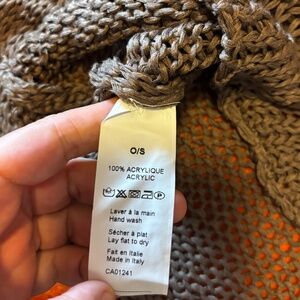 O/S
100% ACRYLIQUE
ACRYLIC
Laver à la main
Hand wash
Sécher à plat
Lay flat to dry
Fait en Italie
Made in Italy
CA01241